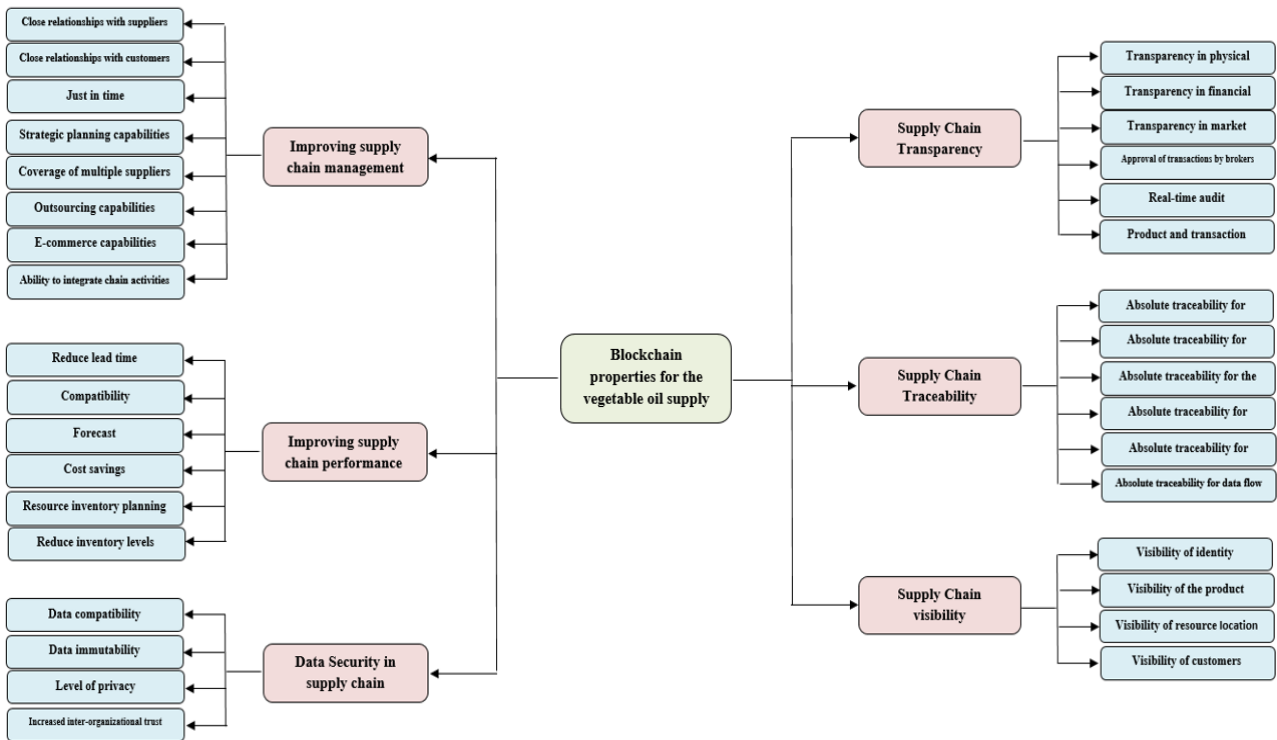 Close relationships with suppliers
Close relationships with customers
Just in time
Strategic planning capabilities
Coverage of multiple suppliers
Outsourcing capabilities
E-commerce capabilities
Ability to integrate chain activities
Improving supply
chain management
Reduce lead time
Compatibility
Forecast
Cost savings
Resource inventory planning
Reduce inventory levels
Improving supply
chain performance
Data compatibility
Data immutability
Level of privacy
Increased inter-organizational trust
Data Security in
supply chain
Blockchain
properties for the
vegetable oil supply
Supply Chain
Transparency
Transparency in physical
Transparency in financial
Transparency in market
Approval of transactions by brokers
Real-time audit
Product and transaction
Supply Chain
Traceability
Absolute traceability for
Absolute traceability for
Absolute traceability for the
Absolute traceability for
Absolute traceability for
Absolute traceability for data flow
Supply Chain
visibility
Visibility of identity
Visibility of the product
Visibility of resource location
Visibility of customers